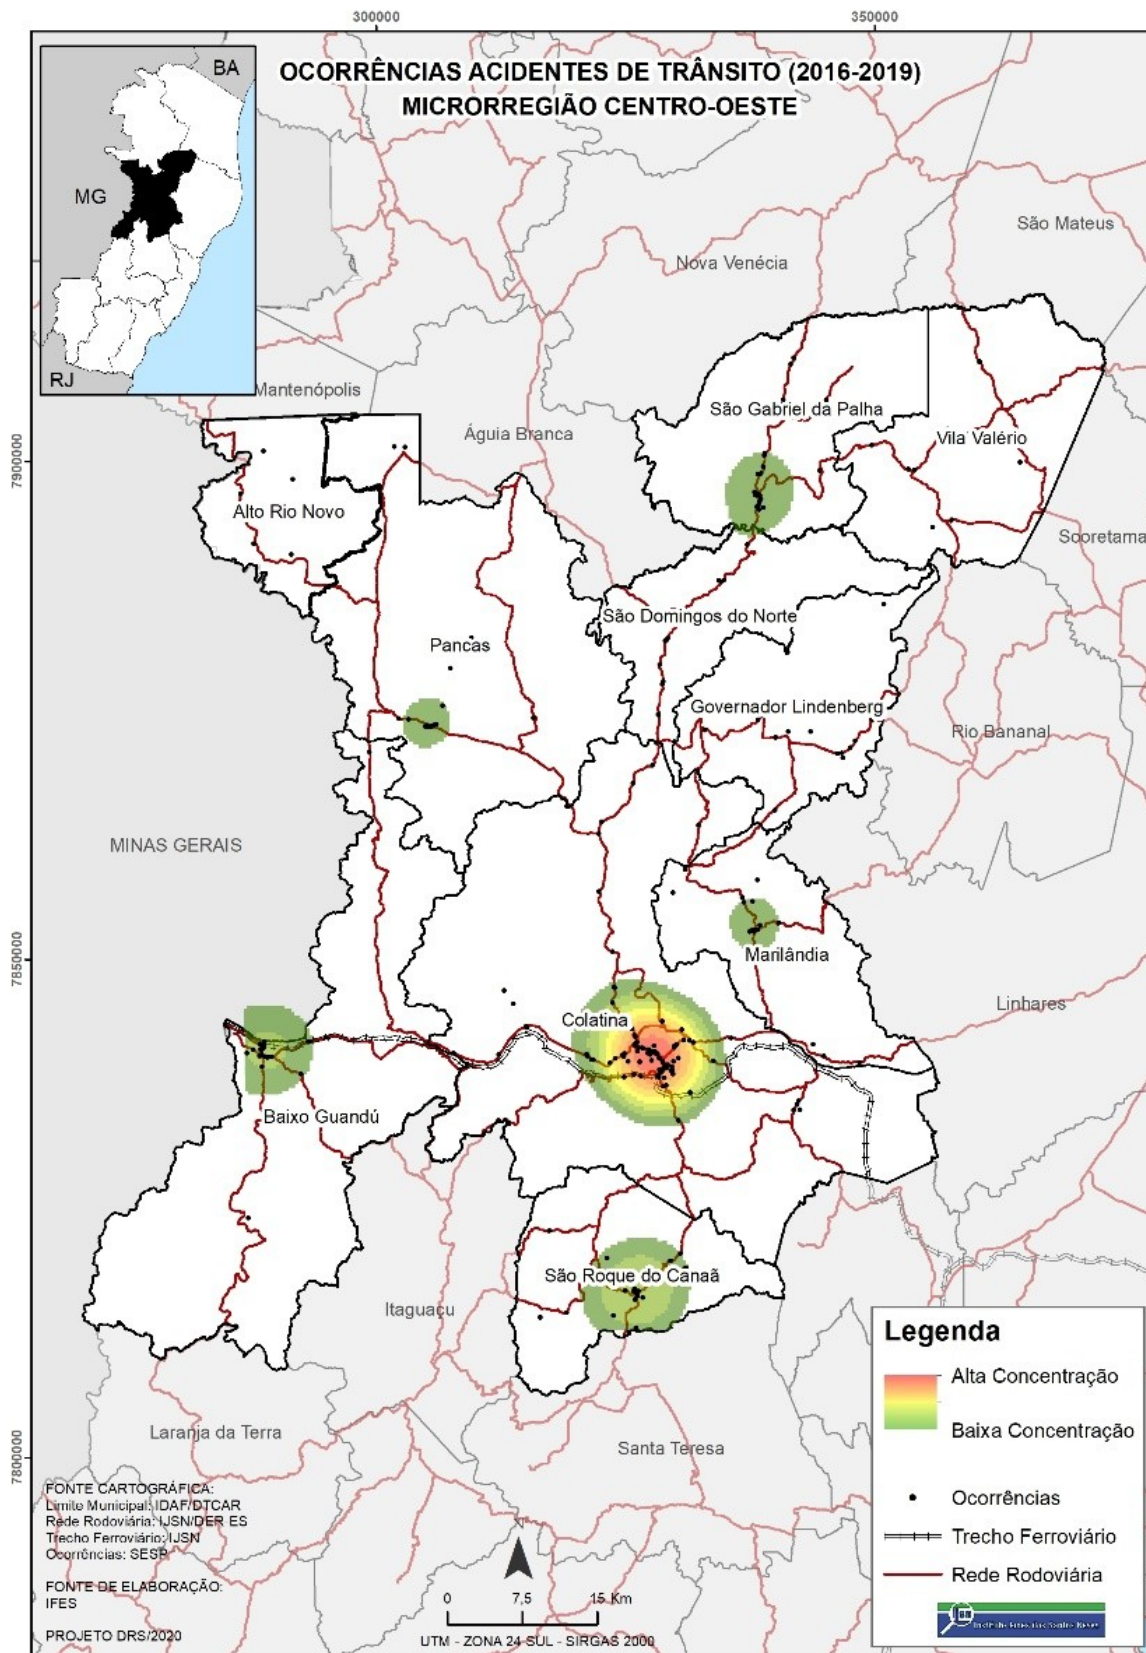 300000
350000
OCORRÊNCIAS ACIDENTES DE TRÂNSITO (2016-2019)
MICRORREGIÃO CENTRO-OESTE
BA
MG
RJ
São Mateus
Nova Venécia
Mantenópolis
Águia Branca
São Gabriel da Palha
Vila Valério
7900000
Alto Rio Novo
Sooretama
São Domingos do Norte
Pancas
Governador Lindenberg
Rio Bananal
MINAS GERAIS
Marilândia
7850000
Linhares
Colatina
Baixo Guandú
São Roque do Canaã
Itaguaçu
Laranja da Terra
Santa Teresa
7800000
Legenda
Alta Concentração
Baixa Concentração
Ocorrências
Trecho Ferroviário
Rede Rodoviária
FONTE CARTOGRÁFICA:
Limite Municipal: IDAF/DTCAR
Rede Rodoviária: IJSN/DER-ES
Trecho Ferroviário: IJSN
Ocorrências: SESP
FONTE DE ELABORAÇÃO:
IFES
PROJETO DRS/2020
0 7,5 15 Km
UTM - ZONA 24 SUL - SIRGAS 2000